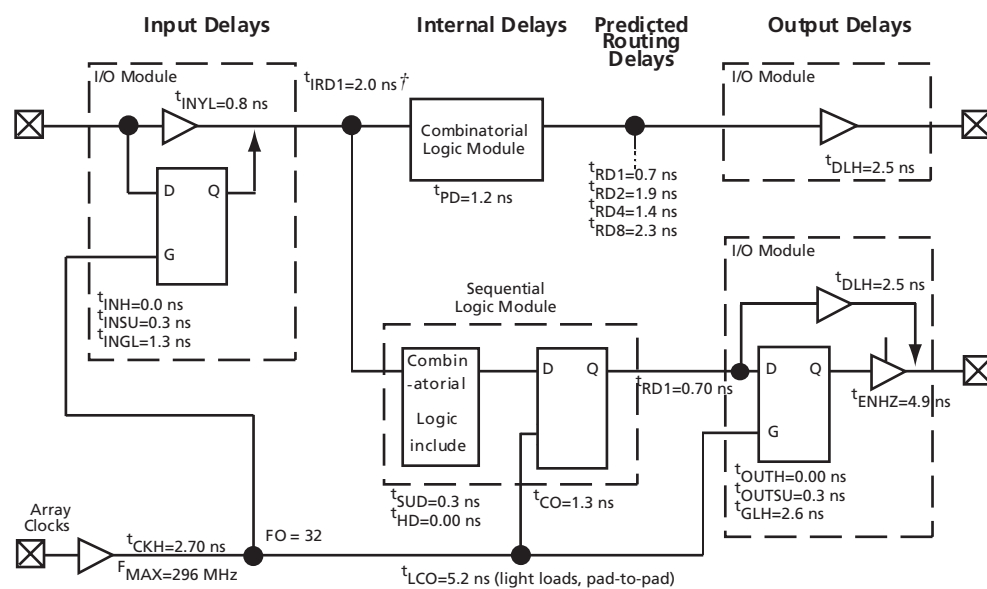 Input Delays
Internal Delays
Predicted
Routing
Delays
Output Delays
I/O Module
tINYL=0.8 ns
tIRD1=2.0 ns†
Combinatorial
Logic Module
tPD=1.2 ns
I/O Module
tDLH=2.5 ns
tRD1=0.7 ns
tRD2=1.9 ns
tRD4=1.4 ns
tRD8=2.3 ns
D Q
G
tINH=0.0 ns
tINSU=0.3 ns
tINGL=1.3 ns
Sequential
Logic Module
Combin
-atorial
Logic
include
D Q
tRD1=0.70 ns
I/O Module
tDLH=2.5 ns
D Q
G
tENHZ=4.9 ns
tOUTH=0.00 ns
tOUTSU=0.3 ns
tGLH=2.6 ns
tSUD=0.3 ns
tHD=0.00 ns
tCO=1.3 ns
Array
Clocks
tCKH=2.70 ns
FMAX=296 MHz
FO = 32
tLCO=5.2 ns (light loads, pad-to-pad)